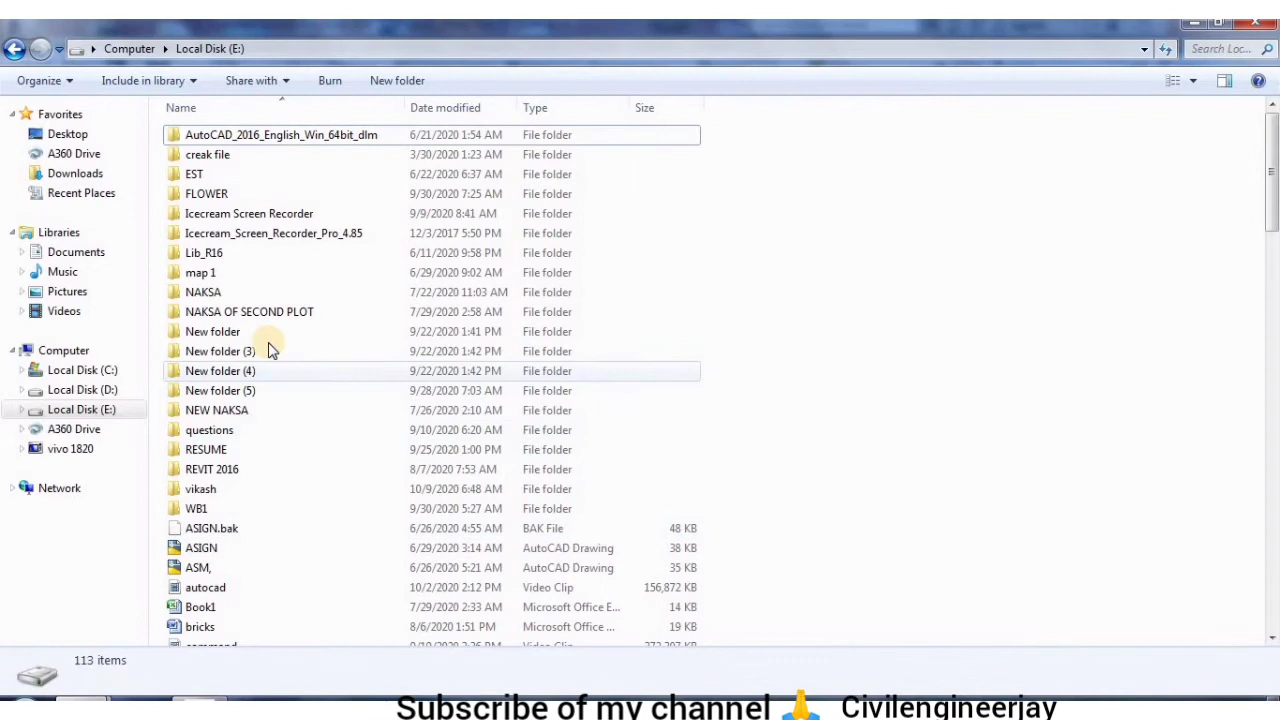 Computer Local Disk (E:) Search Loc...
Organize Include in library Share with Burn New folder
Favorites
Desktop
A360 Drive
Downloads
Recent Places
Libraries
Documents
Music
Pictures
Videos
Computer
Local Disk (C:)
Local Disk (D:)
Local Disk (E:)
A360 Drive
vivo 1820
Network
Name Date modified Type Size
AutoCAD_2016_English_Win_64bit_dlm 6/21/2020 1:54 AM File folder
creak file 3/30/2020 1:23 AM File folder
EST 6/22/2020 6:37 AM File folder
FLOWER 9/30/2020 7:25 AM File folder
Icecream Screen Recorder 9/9/2020 8:41 AM File folder
Icecream_Screen_Recorder_Pro_4.85 12/3/2017 5:50 PM File folder
Lib_R16 6/11/2020 9:58 PM File folder
map 1 6/29/2020 9:02 AM File folder
NAKSA 7/22/2020 11:03 AM File folder
NAKSA OF SECOND PLOT 7/29/2020 2:58 AM File folder
New folder 9/22/2020 1:41 PM File folder
New folder (3) 9/22/2020 1:42 PM File folder
New folder (4) 9/22/2020 1:42 PM File folder
New folder (5) 9/28/2020 7:03 AM File folder
NEW NAKSA 7/26/2020 2:10 AM File folder
questions 9/10/2020 6:20 AM File folder
RESUME 9/25/2020 1:00 PM File folder
REVIT 2016 8/7/2020 7:53 AM File folder
vikash 10/9/2020 6:48 AM File folder
WB1 9/30/2020 5:27 AM File folder
ASIGN.bak 6/26/2020 4:55 AM BAK File 48 KB
ASIGN 6/29/2020 3:14 AM AutoCAD Drawing 38 KB
ASM, 6/26/2020 5:21 AM AutoCAD Drawing 35 KB
autocad 10/2/2020 2:12 PM Video Clip 156,872 KB
Book1 7/29/2020 2:33 AM Microsoft Office E... 14 KB
bricks 8/6/2020 1:51 PM Microsoft Office ... 19 KB
113 items
Subscribe of my channel 🙏 Civilengineerjay